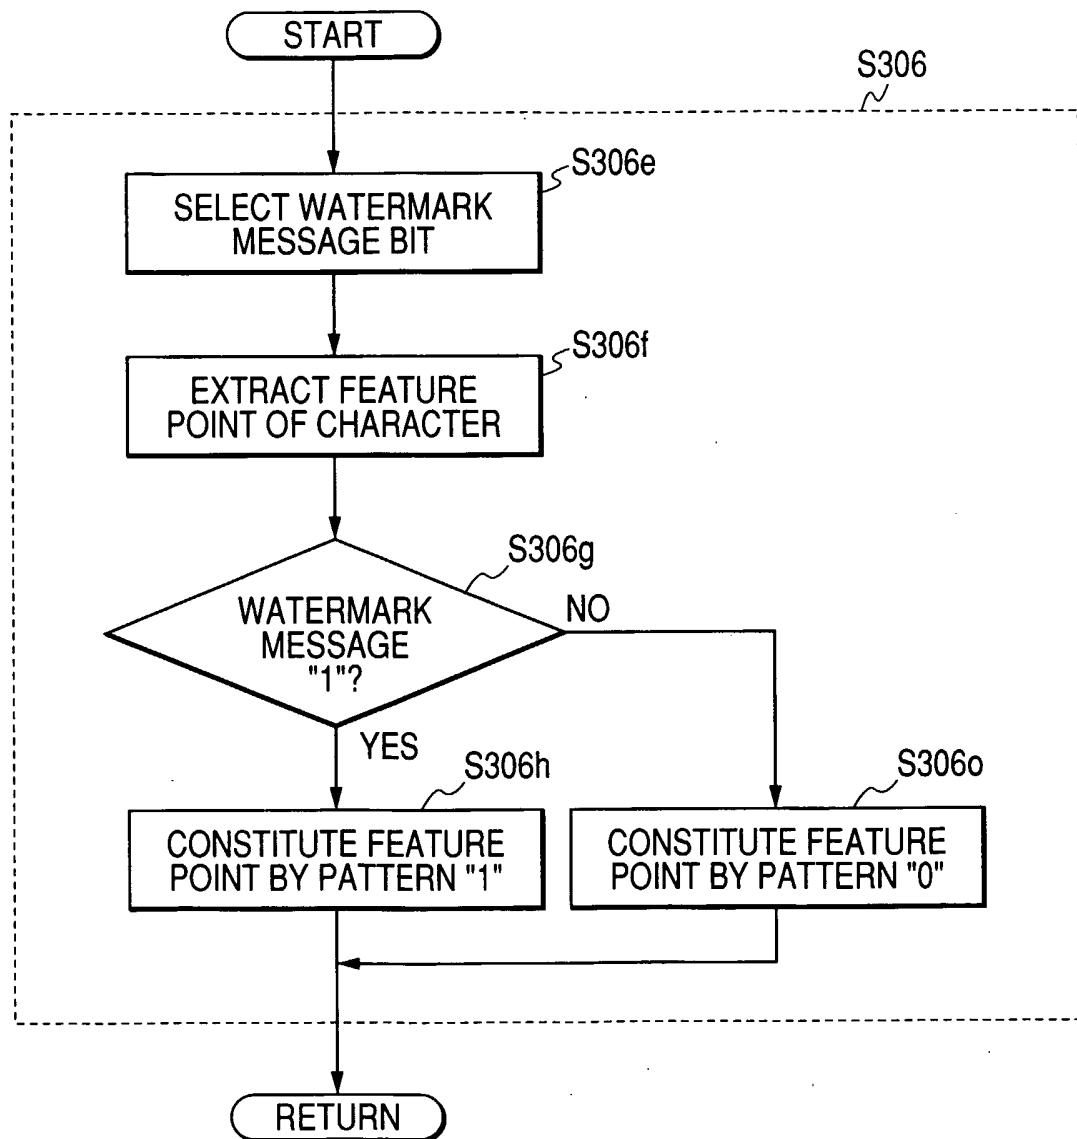 START
S306
S306e
SELECT WATERMARK
MESSAGE BIT
S306f
EXTRACT FEATURE
POINT OF CHARACTER
S306g
WATERMARK
MESSAGE
"1"?
NO
YES
S306h
S306o
CONSTITUTE FEATURE
POINT BY PATTERN "1"
CONSTITUTE FEATURE
POINT BY PATTERN "0"
RETURN